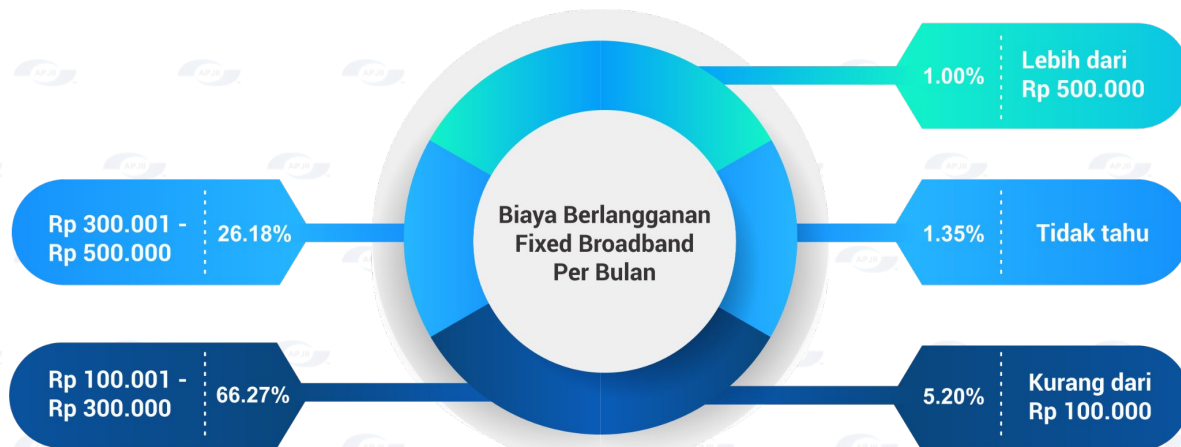 Biaya Berlangganan
Fixed Broadband
Per Bulan
1.00%
Lebih dari
Rp 500.000
Rp 300.001 -
Rp 500.000
26.18%
1.35%
Tidak tahu
Rp 100.001 -
Rp 300.000
66.27%
5.20%
Kurang dari
Rp 100.000
APJII